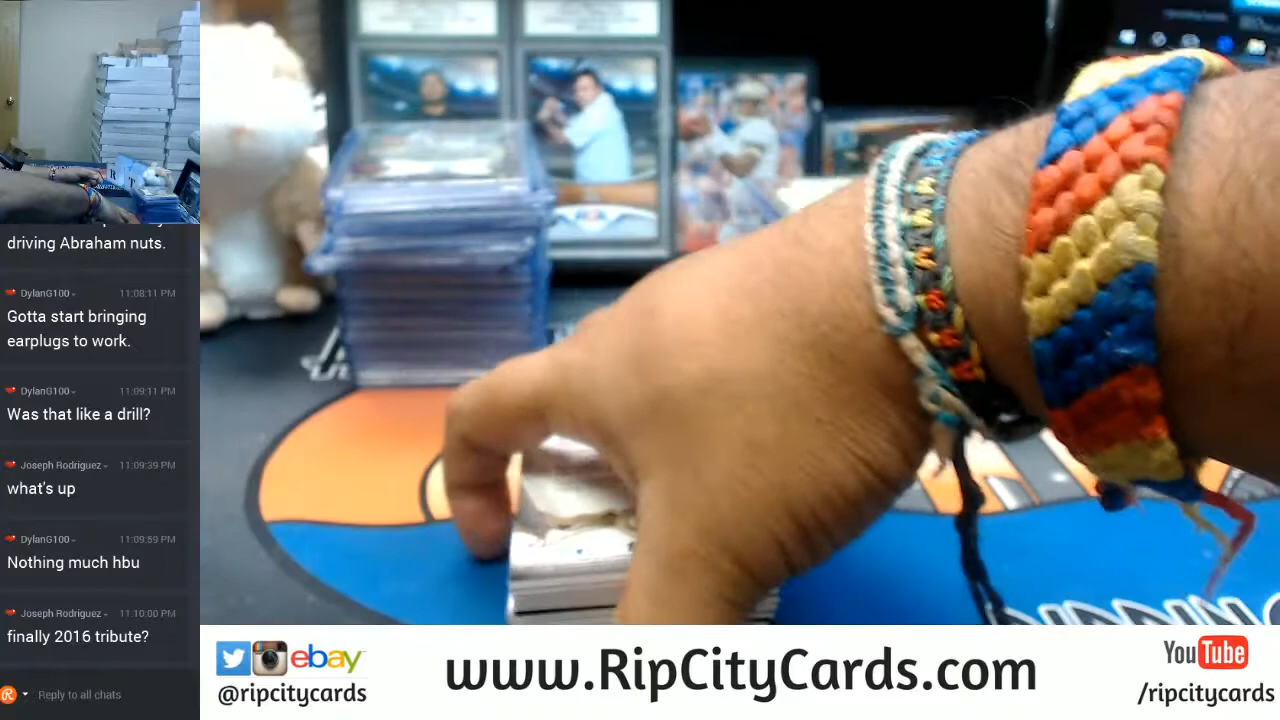 driving Abraham nuts.
DylanG100 11:08:11 PM
Gotta start bringing
earplugs to work.
DylanG100 11:09:11 PM
Was that like a drill?
Joseph Rodriguez 11:09:39 PM
what's up
DylanG100 11:09:59 PM
Nothing much hbu
Joseph Rodriguez 11:10:00 PM
finally 2016 tribute?
Reply to all chats
ebay
@ripcitycards
www.RipCityCards.com
YouTube
/ripcitycards